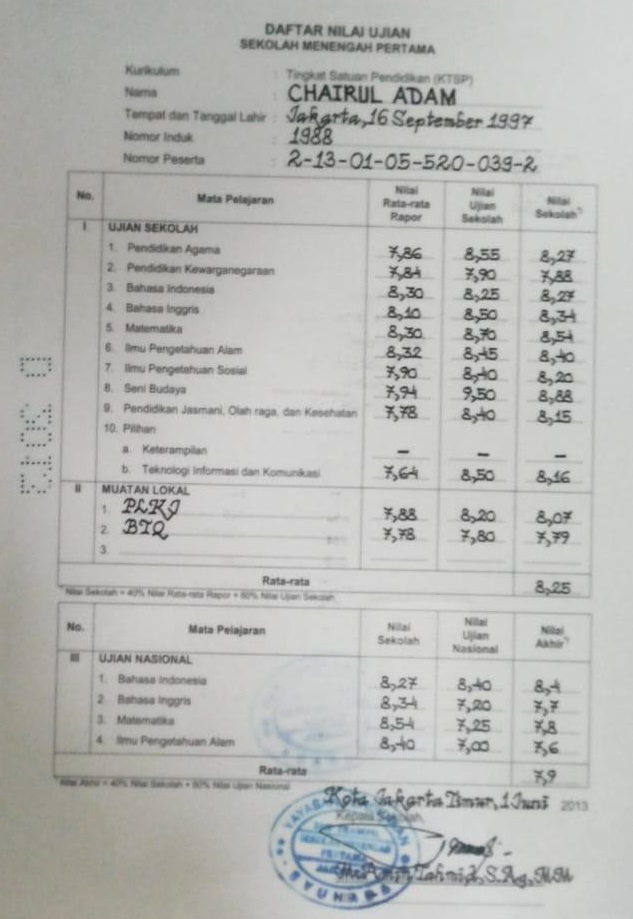 DAFTAR NILAI UJIAN
SEKOLAH MENENGAH PERTAMA
Kurikulum : Tingkat Satuan Pendidikan (KTSP)
Nama : CHAIRUL ADAM
Tempat dan Tanggal Lahir : Jakarta, 16 September 1997
Nomor Induk : 1988
Nomor Peserta : 2-13-01-05-520-039-2
No. Mata Pelajaran Nilai Rata-rata Rapor Nilai Ujian Sekolah Nilai Sekolah*)
I UJIAN SEKOLAH
1. Pendidikan Agama 7,86 8,55 8,27
2. Pendidikan Kewarganegaraan 7,84 7,90 7,88
3. Bahasa Indonesia 8,30 8,25 8,27
4. Bahasa Inggris 8,10 8,50 8,34
5. Matematika 8,30 8,70 8,54
6. Ilmu Pengetahuan Alam 8,32 8,45 8,40
7. Ilmu Pengetahuan Sosial 7,90 8,40 8,20
8. Seni Budaya 7,94 9,50 8,88
9. Pendidikan Jasmani, Olah raga, dan Kesehatan 7,78 8,40 8,15
10. Pilihan
a. Keterampilan – – –
b. Teknologi Informasi dan Komunikasi 7,64 8,50 8,16
II MUATAN LOKAL
1. PLKJ 7,88 8,20 8,07
2. BTQ 7,78 7,80 7,79
3.
Rata-rata 8,25
*) Nilai Sekolah = 40% Nilai Rata-rata Rapor + 60% Nilai Ujian Sekolah
No. Mata Pelajaran Nilai Sekolah Nilai Ujian Nasional Nilai Akhir*)
III UJIAN NASIONAL
1. Bahasa Indonesia 8,27 8,40 8,4
2. Bahasa Inggris 8,34 7,20 7,7
3. Matematika 8,54 7,25 7,8
4. Ilmu Pengetahuan Alam 8,40 7,00 7,6
Rata-rata 7,9
Nilai Akhir = 40% Nilai Sekolah + 60% Nilai Ujian Nasional
Kota Jakarta Timur, 1 Juni 2013
Kepala Sekolah,
Tahmid, S.Ag, MM